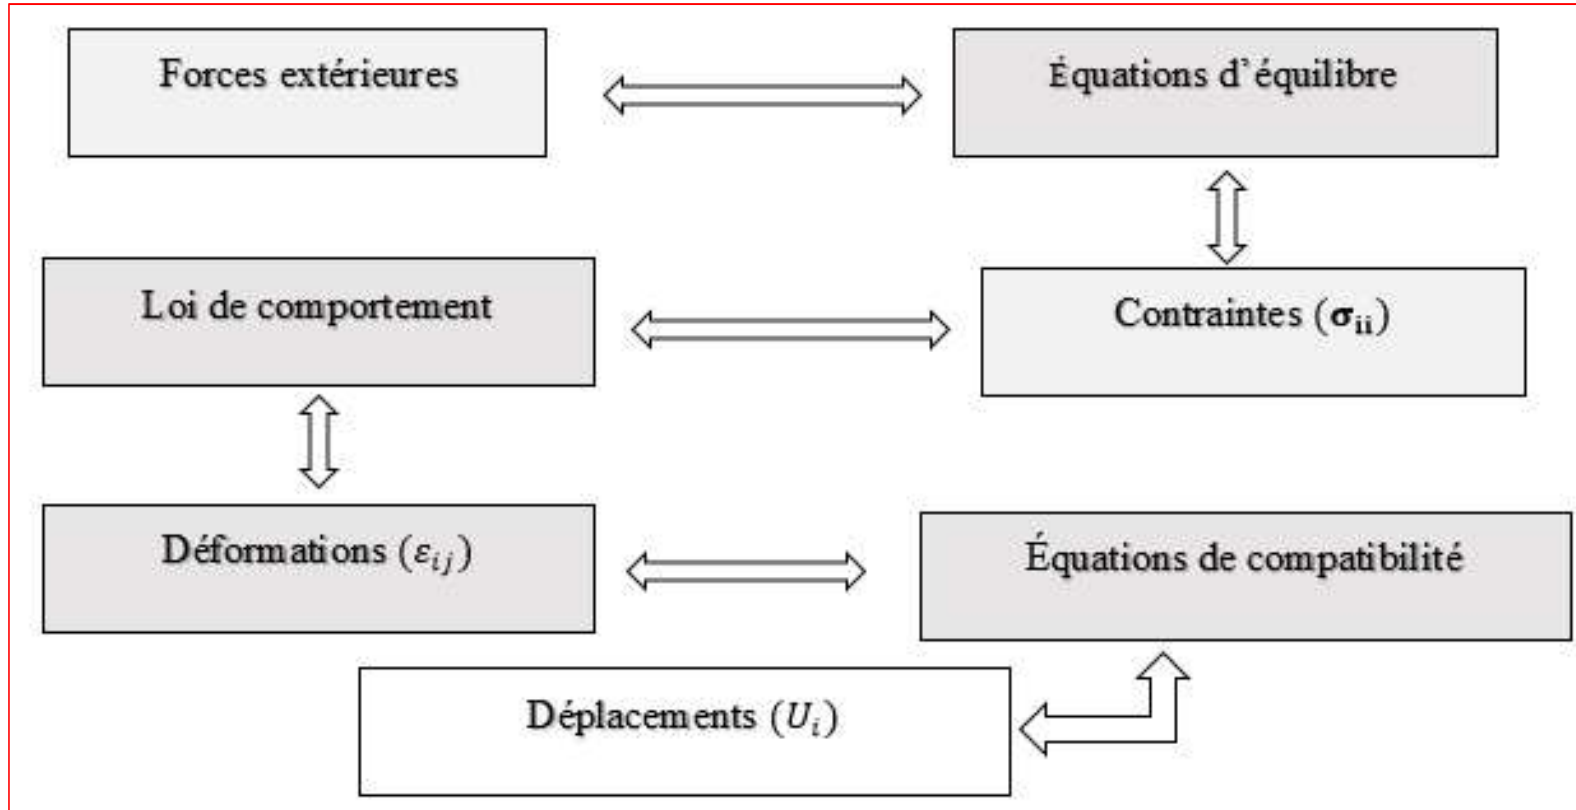 Forces extérieures
Équations d’équilibre
Loi de comportement
Contraintes (σii)
Déformations (εij)
Équations de compatibilité
Déplacements (Ui)